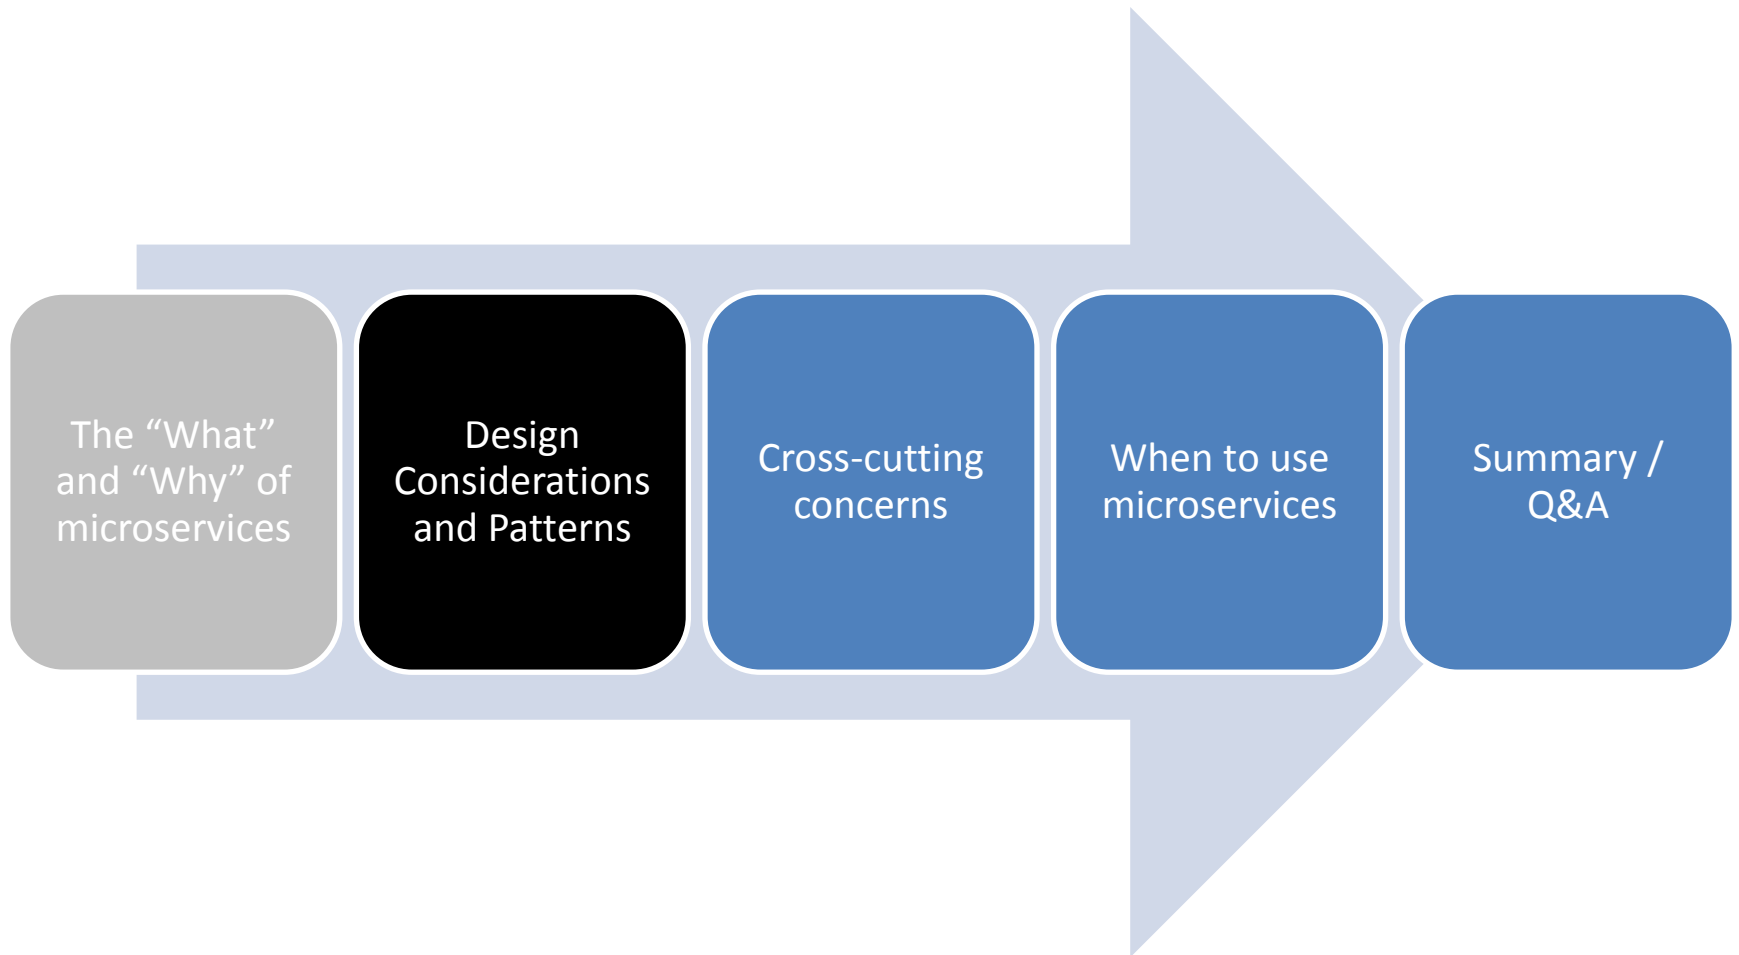 The “What”
and “Why” of
microservices
Design
Considerations
and Patterns
Cross-cutting
concerns
When to use
microservices
Summary /
Q&A